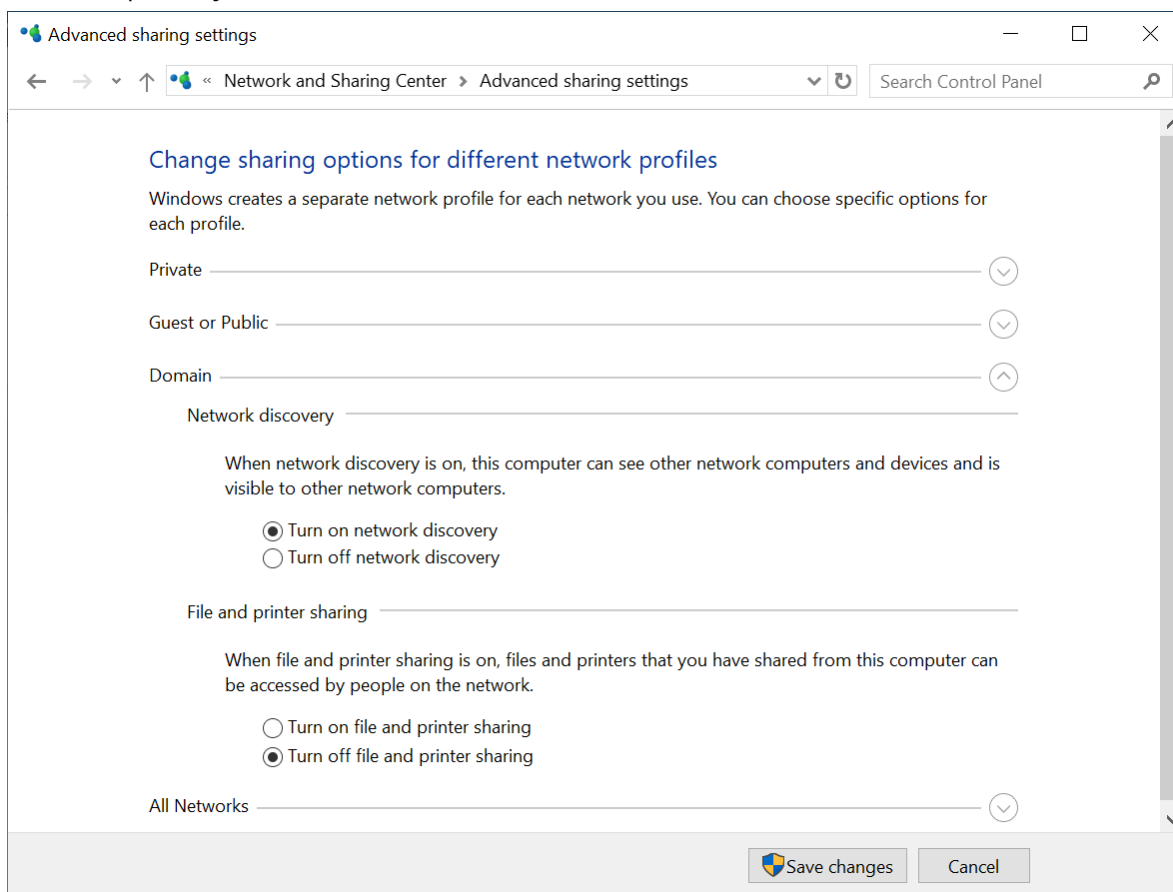 Advanced sharing settings
« Network and Sharing Center > Advanced sharing settings
Search Control Panel
Change sharing options for different network profiles
Windows creates a separate network profile for each network you use. You can choose specific options for
each profile.
Private
Guest or Public
Domain
Network discovery
When network discovery is on, this computer can see other network computers and devices and is
visible to other network computers.
Turn on network discovery
Turn off network discovery
File and printer sharing
When file and printer sharing is on, files and printers that you have shared from this computer can
be accessed by people on the network.
Turn on file and printer sharing
Turn off file and printer sharing
All Networks
Save changes
Cancel